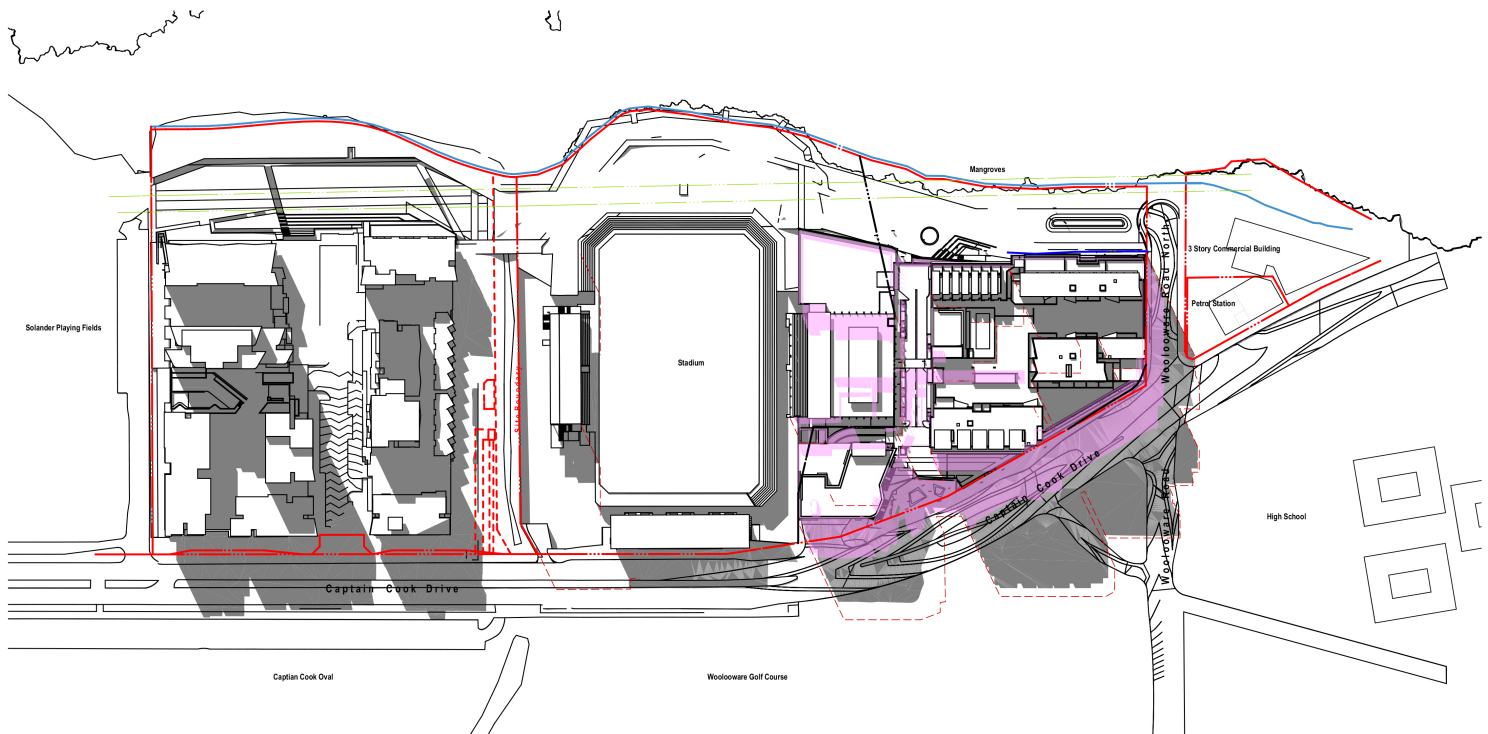 Mangroves
3 Story Commercial Building
Petrol Station
Solander Playing Fields
Stadium
Site Boundary
Woolooware Road North
High School
Captain Cook Drive
Woolooware Road
Captain Cook Drive
Captian Cook Oval
Woolooware Golf Course